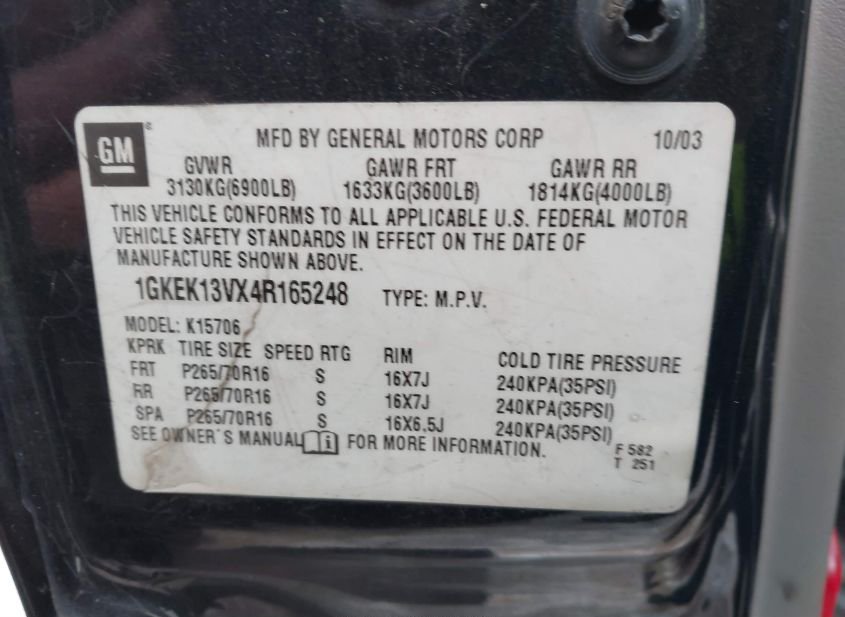 GM
MFD BY GENERAL MOTORS CORP 10/03
GVWR GAWR FRT GAWR RR
3130KG(6900LB) 1633KG(3600LB) 1814KG(4000LB)
THIS VEHICLE CONFORMS TO ALL APPLICABLE U.S. FEDERAL MOTOR
VEHICLE SAFETY STANDARDS IN EFFECT ON THE DATE OF
MANUFACTURE SHOWN ABOVE.
1GKEK13VX4R165248 TYPE: M.P.V.
MODEL: K15706
KPRK TIRE SIZE SPEED RTG RIM COLD TIRE PRESSURE
FRT P265/70R16 S 16X7J 240KPA(35PSI)
RR P265/70R16 S 16X7J 240KPA(35PSI)
SPA P265/70R16 S 16X6.5J 240KPA(35PSI)
SEE OWNER'S MANUAL i FOR MORE INFORMATION.
F 582
T 251